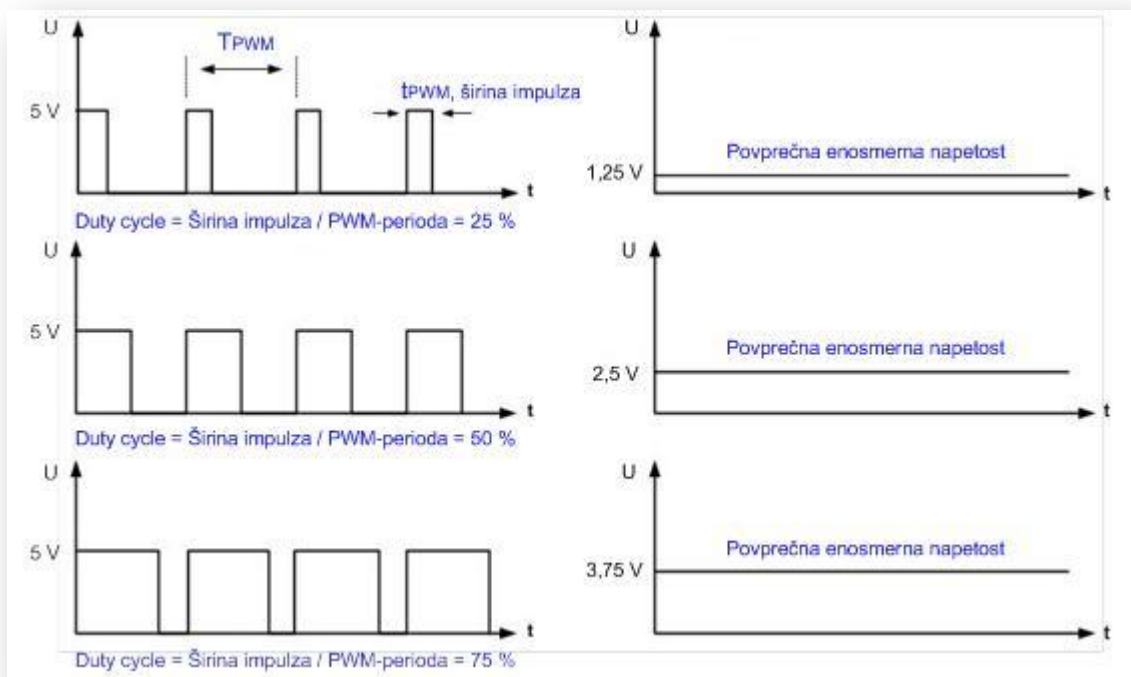 U
TPWM
tPWM, širina impulza
5 V
t
Duty cycle = Širina impulza / PWM-perioda = 25 %
U
Povprečna enosmerna napetost
1,25 V
t
U
5 V
t
Duty cycle = Širina impulza / PWM-perioda = 50 %
U
Povprečna enosmerna napetost
2,5 V
t
U
5 V
t
Duty cycle = Širina impulza / PWM-perioda = 75 %
U
Povprečna enosmerna napetost
3,75 V
t